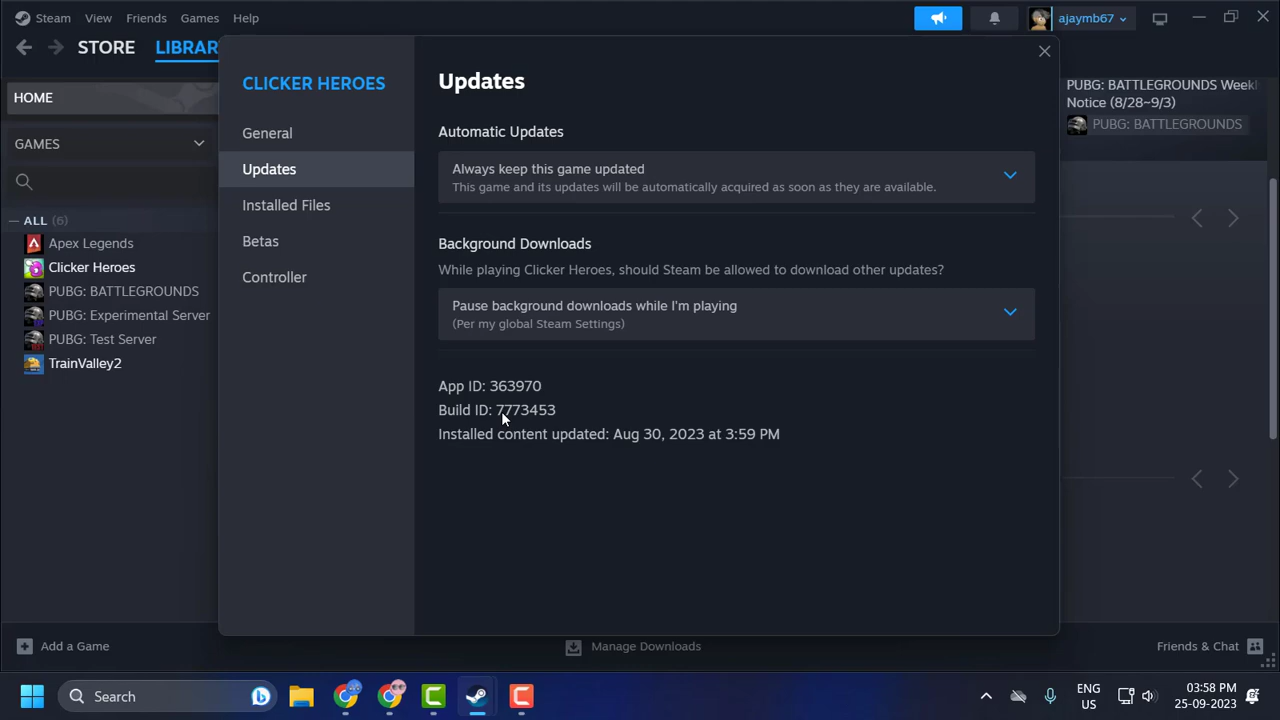 Steam View Friends Games Help
ajaymb67
STORE LIBRAR
HOME
GAMES
ALL (6)
Apex Legends
Clicker Heroes
PUBG: BATTLEGROUNDS
PUBG: Experimental Server
PUBG: Test Server
TrainValley2
CLICKER HEROES
General
Updates
Installed Files
Betas
Controller
Updates
Automatic Updates
Always keep this game updated
This game and its updates will be automatically acquired as soon as they are available.
Background Downloads
While playing Clicker Heroes, should Steam be allowed to download other updates?
Pause background downloads while I'm playing
(Per my global Steam Settings)
App ID: 363970
Build ID: 7773453
Installed content updated: Aug 30, 2023 at 3:59 PM
PUBG: BATTLEGROUNDS Weekl
Notice (8/28~9/3)
PUBG: BATTLEGROUNDS
Add a Game
Manage Downloads
Friends & Chat
Search
ENG
US
03:58 PM
25-09-2023